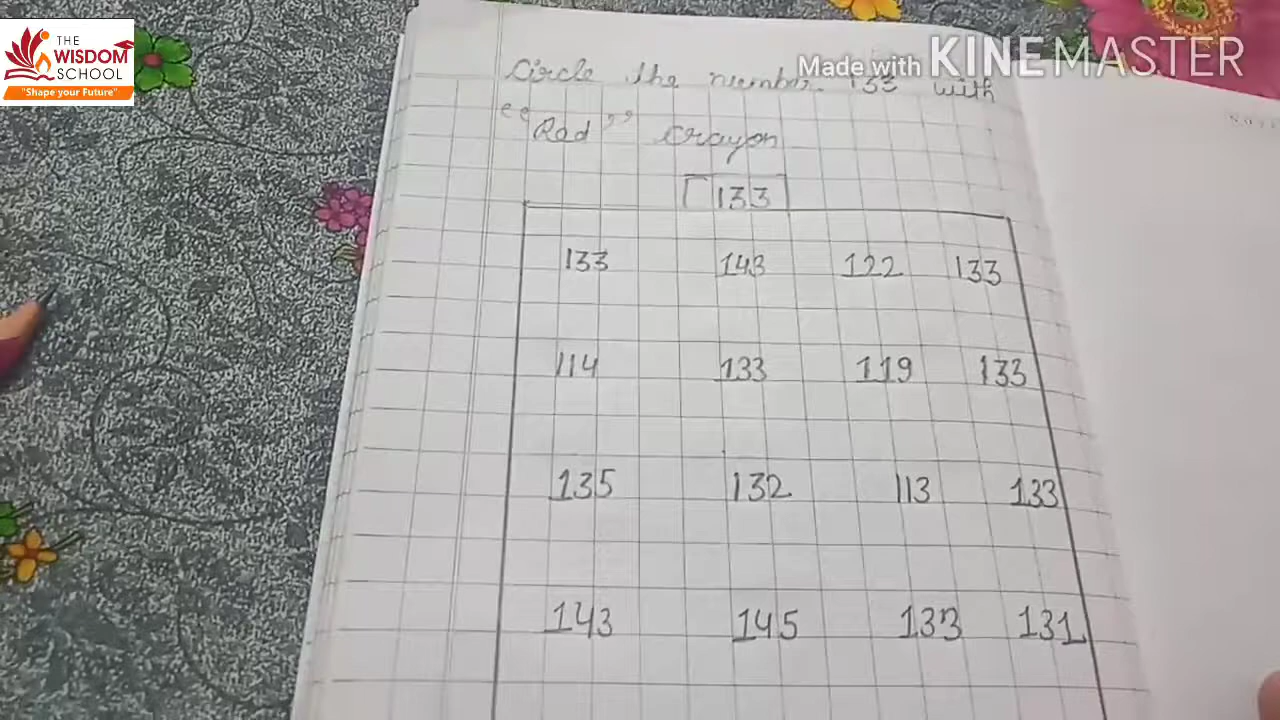 THE
WISDOM
SCHOOL
"Shape your Future"
Made with KINEMASTER
Circle the number 133 with
"Red" crayon
133
133 143 122 133
114 133 119 133
135 132 113 133
143 145 133 131